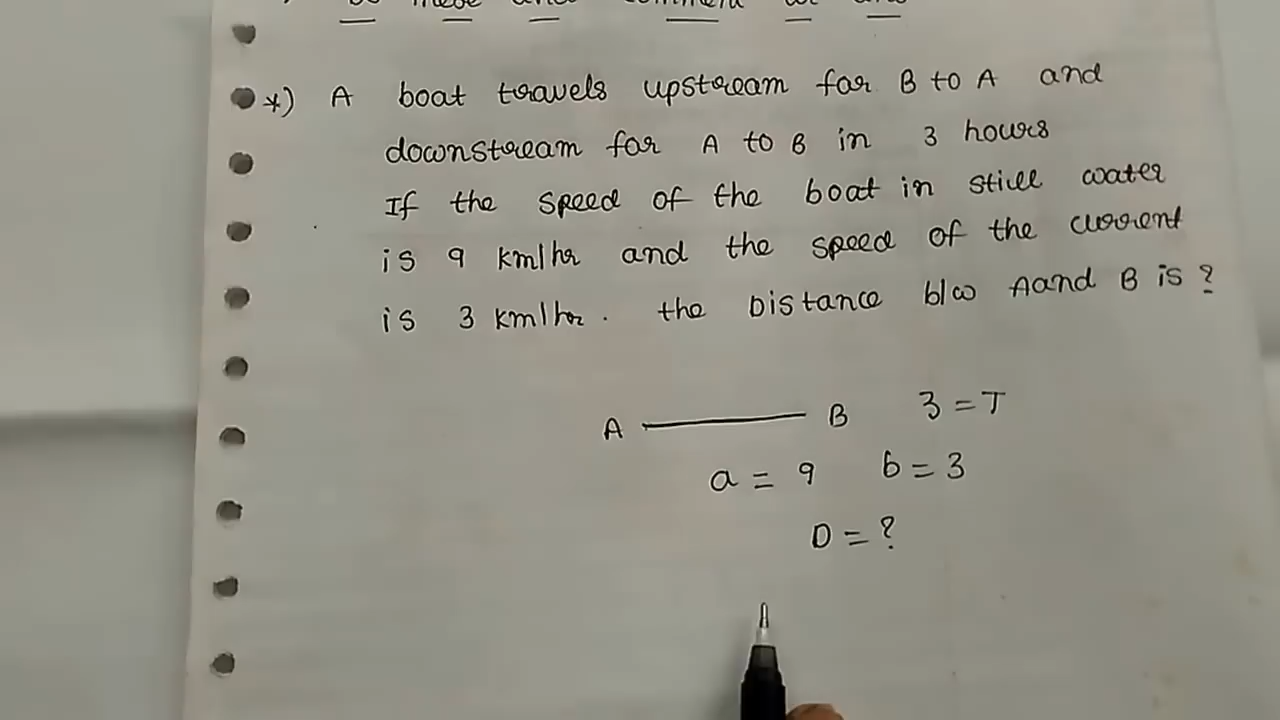 *) A boat travels upstream for B to A and
downstream for A to B in 3 hours
If the speed of the boat in still water
is 9 km/hr and the speed of the current
is 3 km/hr. the Distance b/w A and B is ?
A B 3 = T
a = 9 b = 3
D = ?